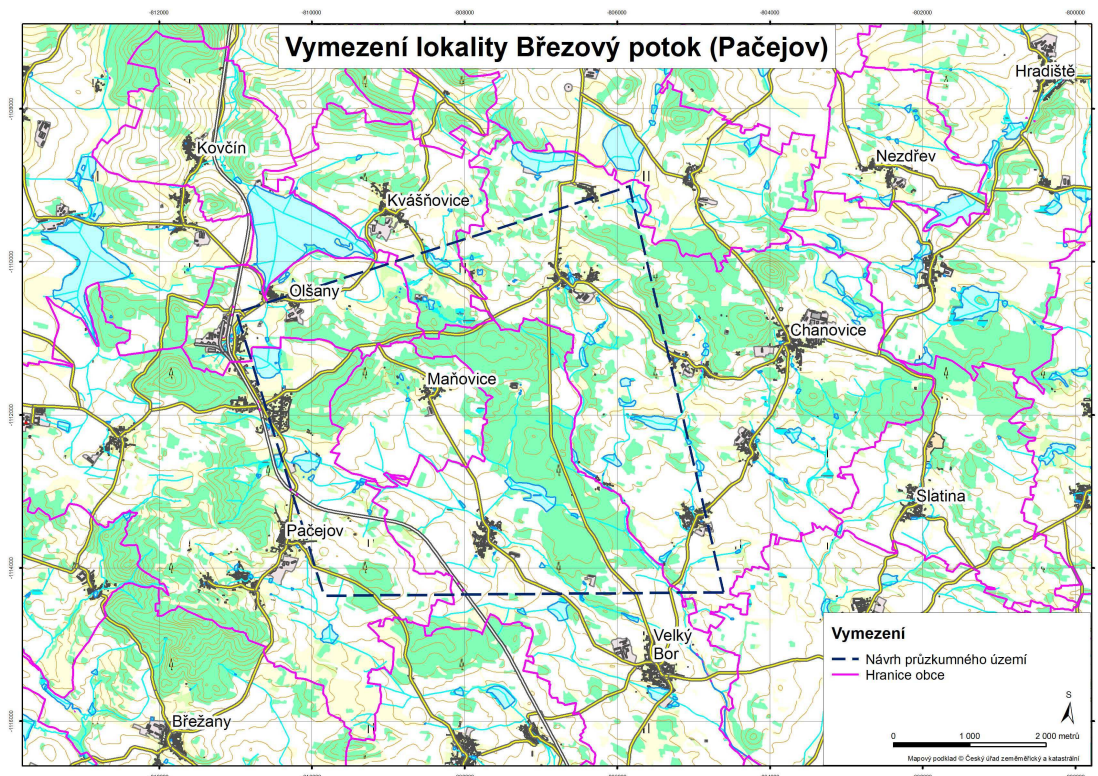 -812000 -810000 -808000 -806000 -804000 -802000 -800000
Vymezení lokality Březový potok (Pačejov)
Hradiště
-1108000
Kovčín
Nezdřev
Kvášňovice
-1110000
Olšany
Chanovice
Maňovice
-1112000
Slatina
Pačejov
-1114000
Velký
Bor
Břežany
-1116000
Vymezení
Návrh průzkumného území
Hranice obce
S
0 1 000 2 000 metrů
Mapový podklad © Český úřad zeměměřický a katastrální